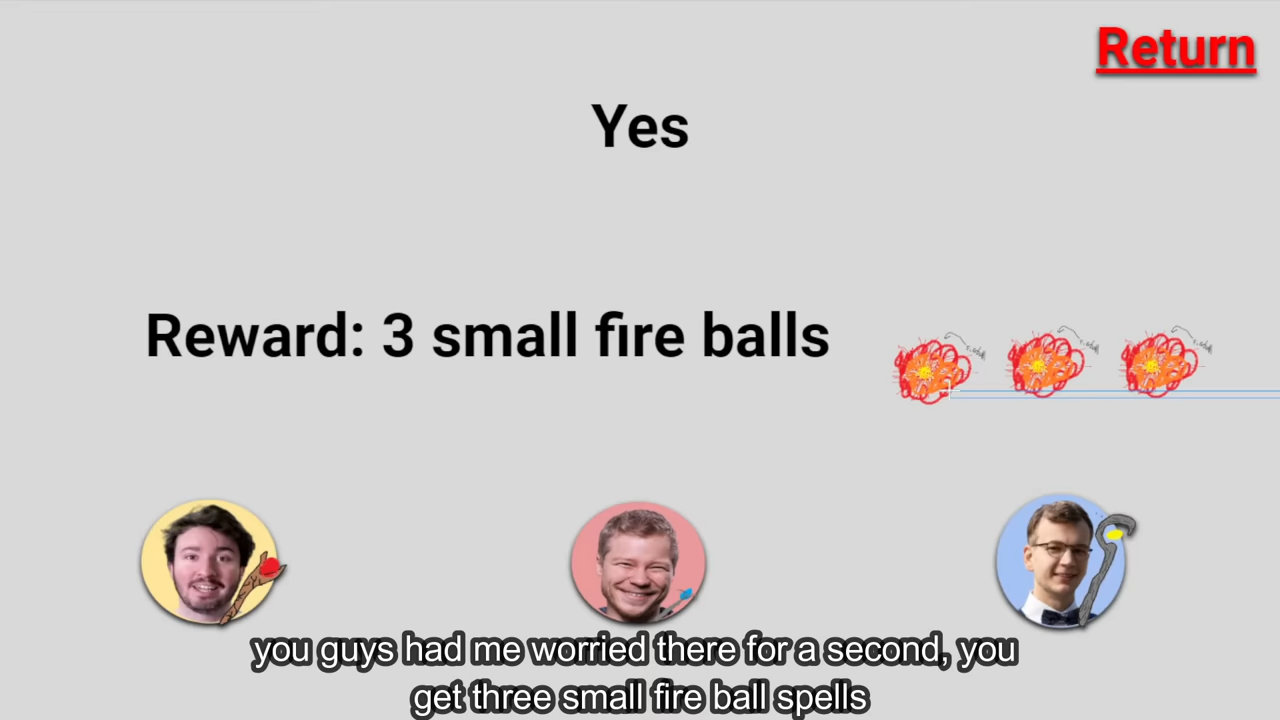 Return
Yes
Reward: 3 small fire balls
you guys had me worried there for a second, you
get three small fire ball spells